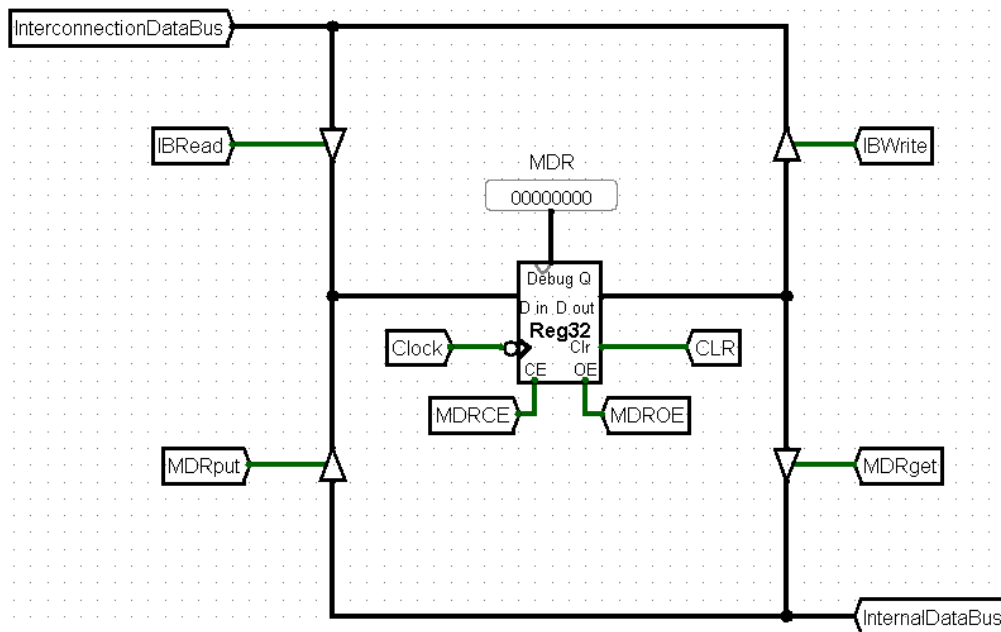 InterconnectionDataBus
IBRead
IBWrite
MDR
00000000
Debug Q
D in D out
Reg32
Clock
Clr
CLR
CE OE
MDRCE
MDROE
MDRput
MDRget
InternalDataBus